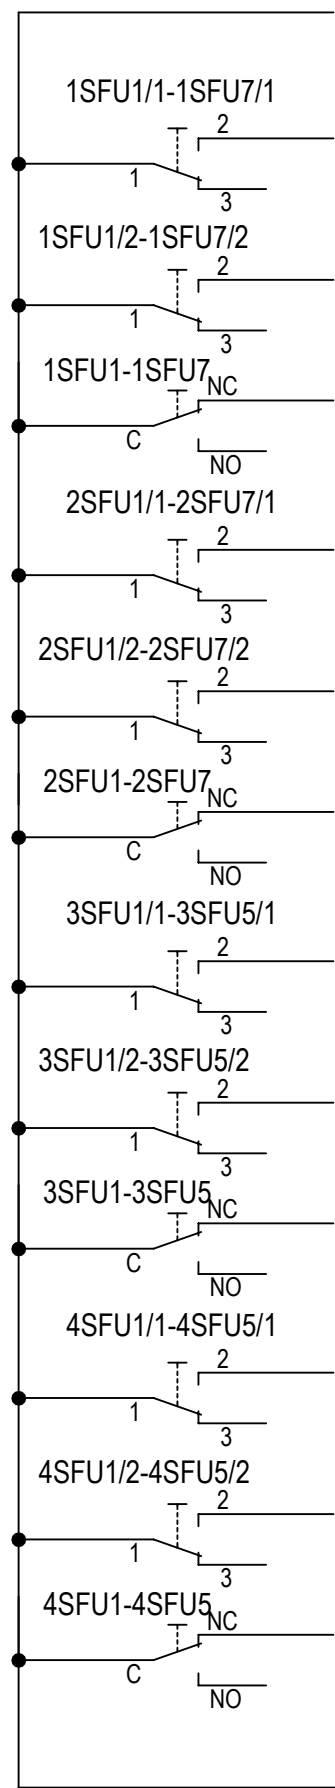 1SFU1/1-1SFU7/1
2
1
3
1SFU1/2-1SFU7/2
2
1
3
1SFU1-1SFU7
NC
C
NO
2SFU1/1-2SFU7/1
2
1
3
2SFU1/2-2SFU7/2
2
1
3
2SFU1-2SFU7
NC
C
NO
3SFU1/1-3SFU5/1
2
1
3
3SFU1/2-3SFU5/2
2
1
3
3SFU1-3SFU5
NC
C
NO
4SFU1/1-4SFU5/1
2
1
3
4SFU1/2-4SFU5/2
2
1
3
4SFU1-4SFU5
NC
C
NO